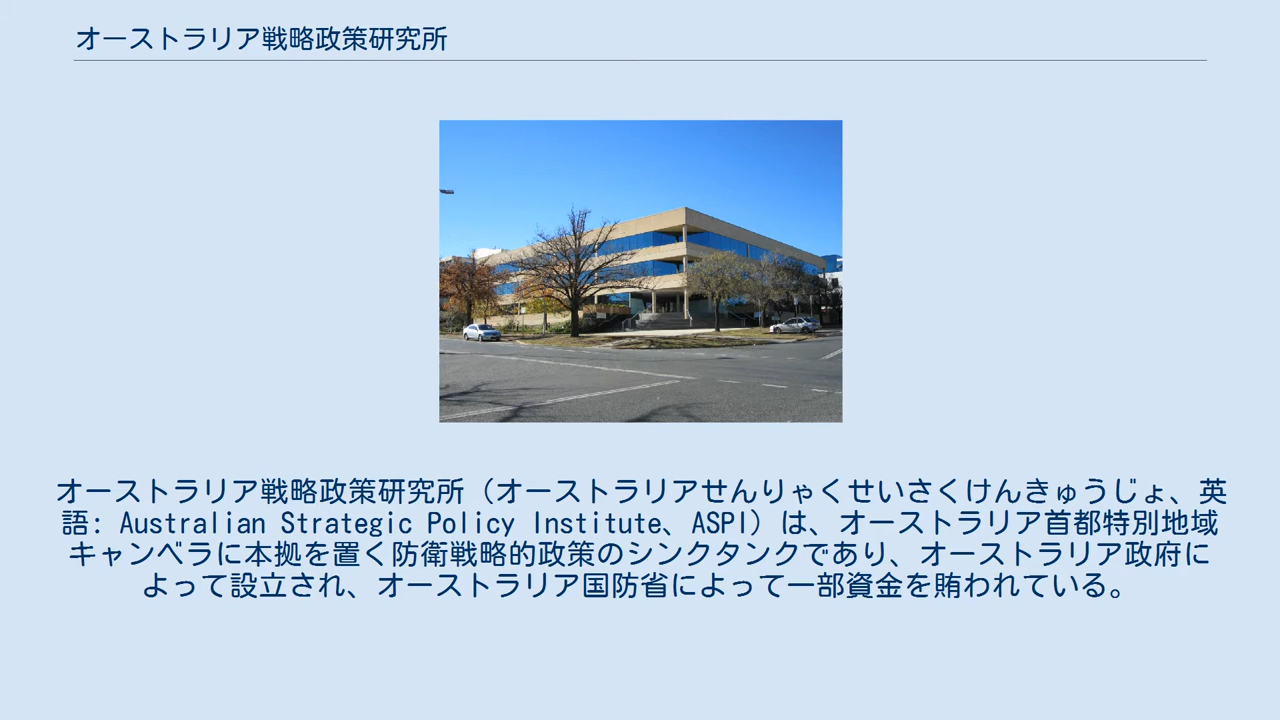 オーストラリア戦略政策研究所
オーストラリア戦略政策研究所（オーストラリアせんりゃくせいさくけんきゅうじょ、英
語: Australian Strategic Policy Institute、ASPI）は、オーストラリア首都特別地域
キャンベラに本拠を置く防衛戦略的政策のシンクタンクであり、オーストラリア政府に
よって設立され、オーストラリア国防省によって一部資金を賄われている。